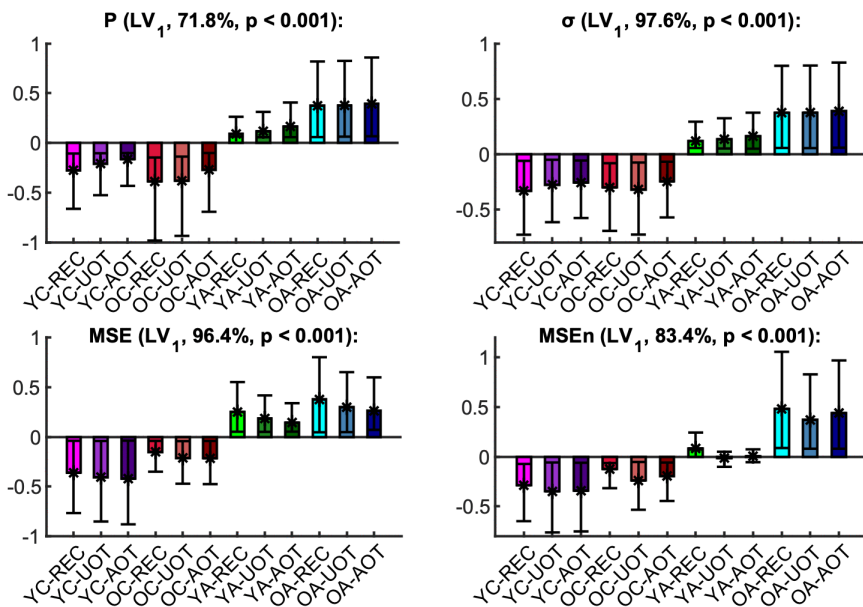 P (LV1, 71.8%, p < 0.001):
1
0.5
0
-0.5
-1
YC-REC
YC-UOT
YC-AOT
OC-REC
OC-UOT
OC-AOT
YA-REC
YA-UOT
YA-AOT
OA-REC
OA-UOT
OA-AOT
σ (LV1, 97.6%, p < 0.001):
1
0.5
0
-0.5
YC-REC
YC-UOT
YC-AOT
OC-REC
OC-UOT
OC-AOT
YA-REC
YA-UOT
YA-AOT
OA-REC
OA-UOT
OA-AOT
MSE (LV1, 96.4%, p < 0.001):
1
0.5
0
-0.5
-1
YC-REC
YC-UOT
YC-AOT
OC-REC
OC-UOT
OC-AOT
YA-REC
YA-UOT
YA-AOT
OA-REC
OA-UOT
OA-AOT
MSEn (LV1, 83.4%, p < 0.001):
1
0.5
0
-0.5
YC-REC
YC-UOT
YC-AOT
OC-REC
OC-UOT
OC-AOT
YA-REC
YA-UOT
YA-AOT
OA-REC
OA-UOT
OA-AOT